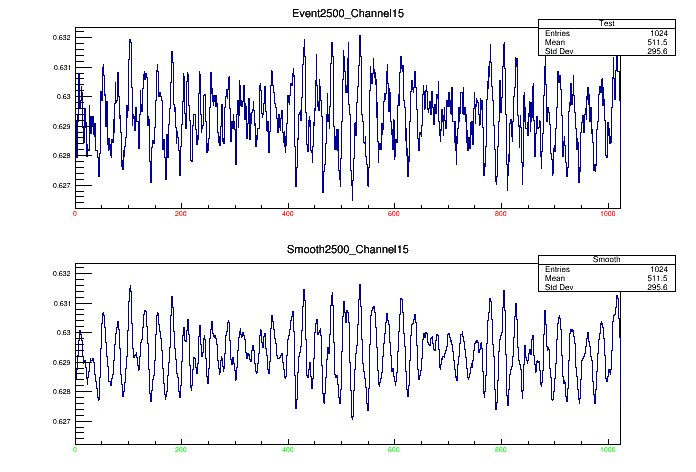 Event2500_Channel15
Test
Entries 1024
Mean 511.5
Std Dev 295.6
0.632
0.631
0.63
0.629
0.628
0.627
0 200 400 600 800 1000
Smooth2500_Channel15
Smooth
Entries 1024
Mean 511.5
Std Dev 295.6
0.632
0.631
0.63
0.629
0.628
0.627
0 200 400 600 800 1000